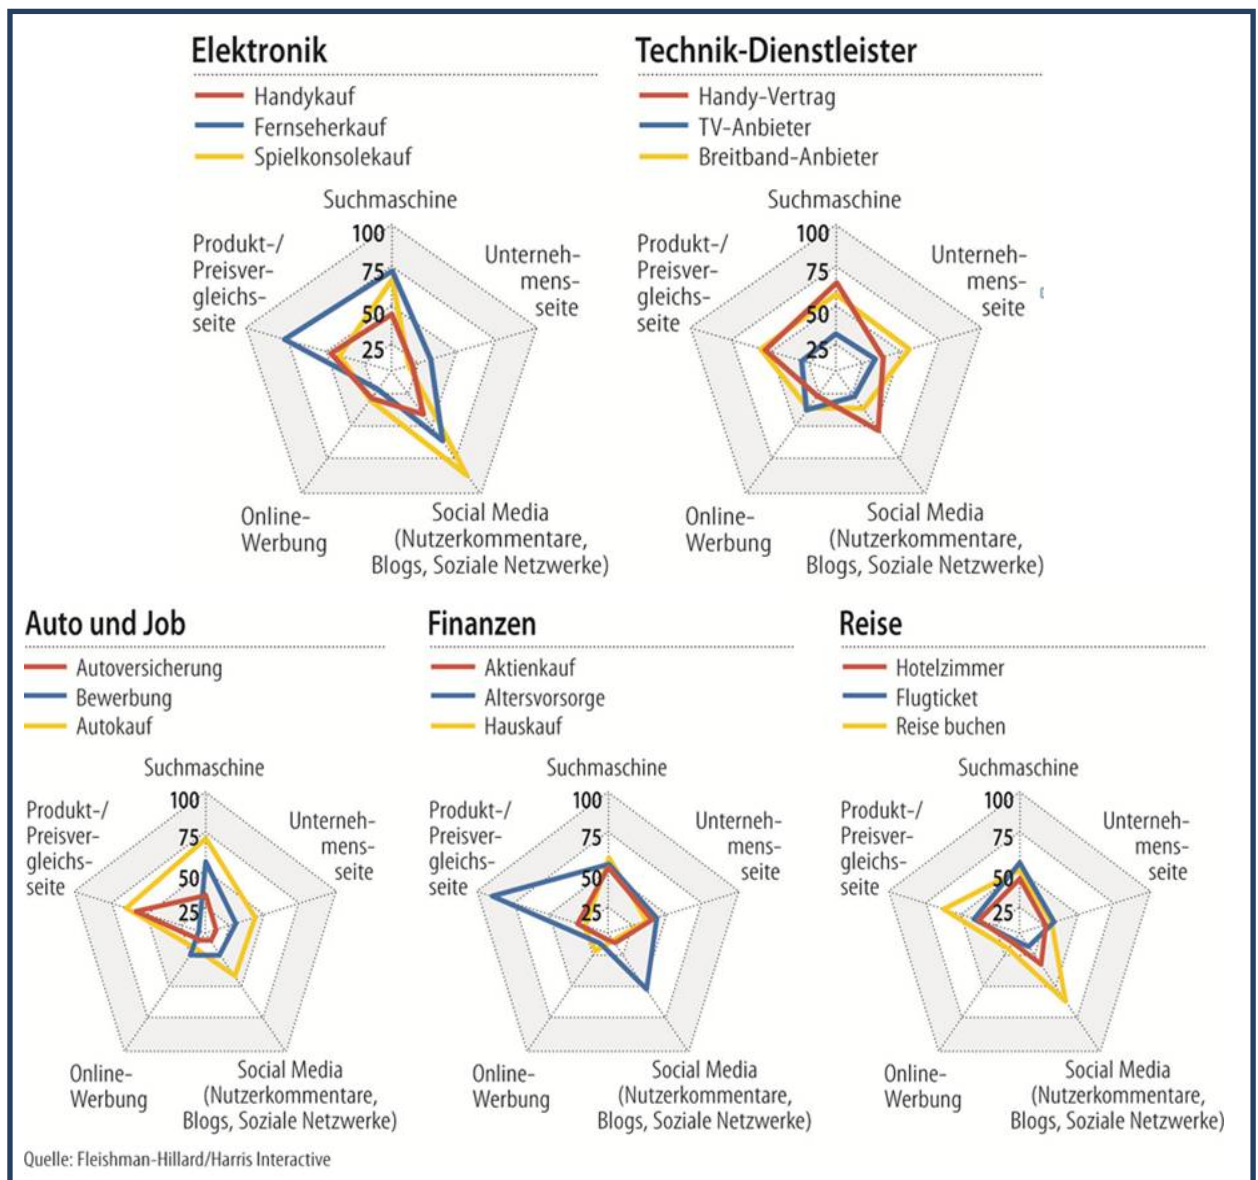 Elektronik
Handykauf
Fernseherkauf
Spielkonsolekauf
Suchmaschine
100
75
50
25
Produkt-/
Preisver-
gleichs-
seite
Unterneh-
mens-
seite
Online-
Werbung
Social Media
(Nutzerkommentare,
Blogs, Soziale Netzwerke)
Technik-Dienstleister
Handy-Vertrag
TV-Anbieter
Breitband-Anbieter
Suchmaschine
100
75
50
25
Produkt-/
Preisver-
gleichs-
seite
Unterneh-
mens-
seite
Online-
Werbung
Social Media
(Nutzerkommentare,
Blogs, Soziale Netzwerke)
Auto und Job
Autoversicherung
Bewerbung
Autokauf
Suchmaschine
100
75
50
25
Produkt-/
Preisver-
gleichs-
seite
Unterneh-
mens-
seite
Online-
Werbung
Social Media
(Nutzerkommentare,
Blogs, Soziale Netzwerke)
Finanzen
Aktienkauf
Altersvorsorge
Hauskauf
Suchmaschine
100
75
50
25
Produkt-/
Preisver-
gleichs-
seite
Unterneh-
mens-
seite
Online-
Werbung
Social Media
(Nutzerkommentare,
Blogs, Soziale Netzwerke)
Reise
Hotelzimmer
Flugticket
Reise buchen
Suchmaschine
100
75
50
25
Produkt-/
Preisver-
gleichs-
seite
Unterneh-
mens-
seite
Online-
Werbung
Social Media
(Nutzerkommentare,
Blogs, Soziale Netzwerke)
Quelle: Fleishman-Hillard/Harris Interactive